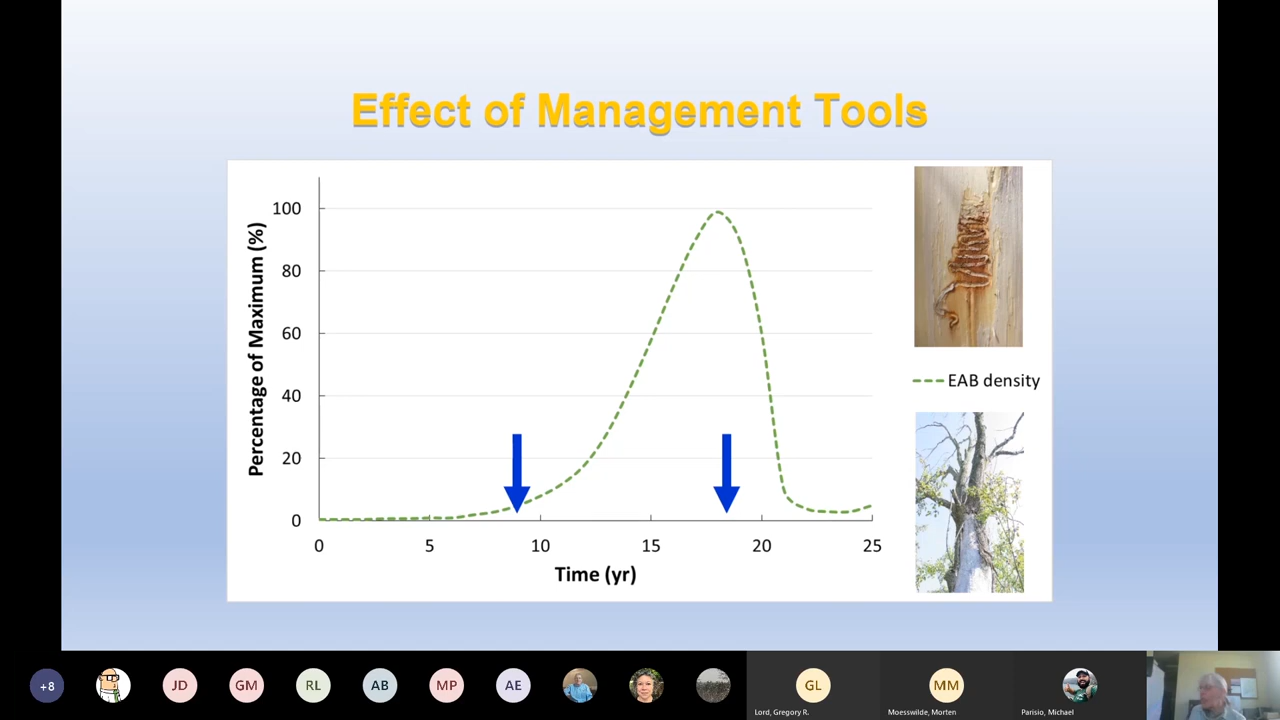 Effect of Management Tools
Percentage of Maximum (%)
100
80
60
40
20
0
0 5 10 15 20 25
Time (yr)
EAB density
+8 JD GM RL AB MP AE GL MM
Lord, Gregory R. Moesswilde, Morten Parisio, Michael